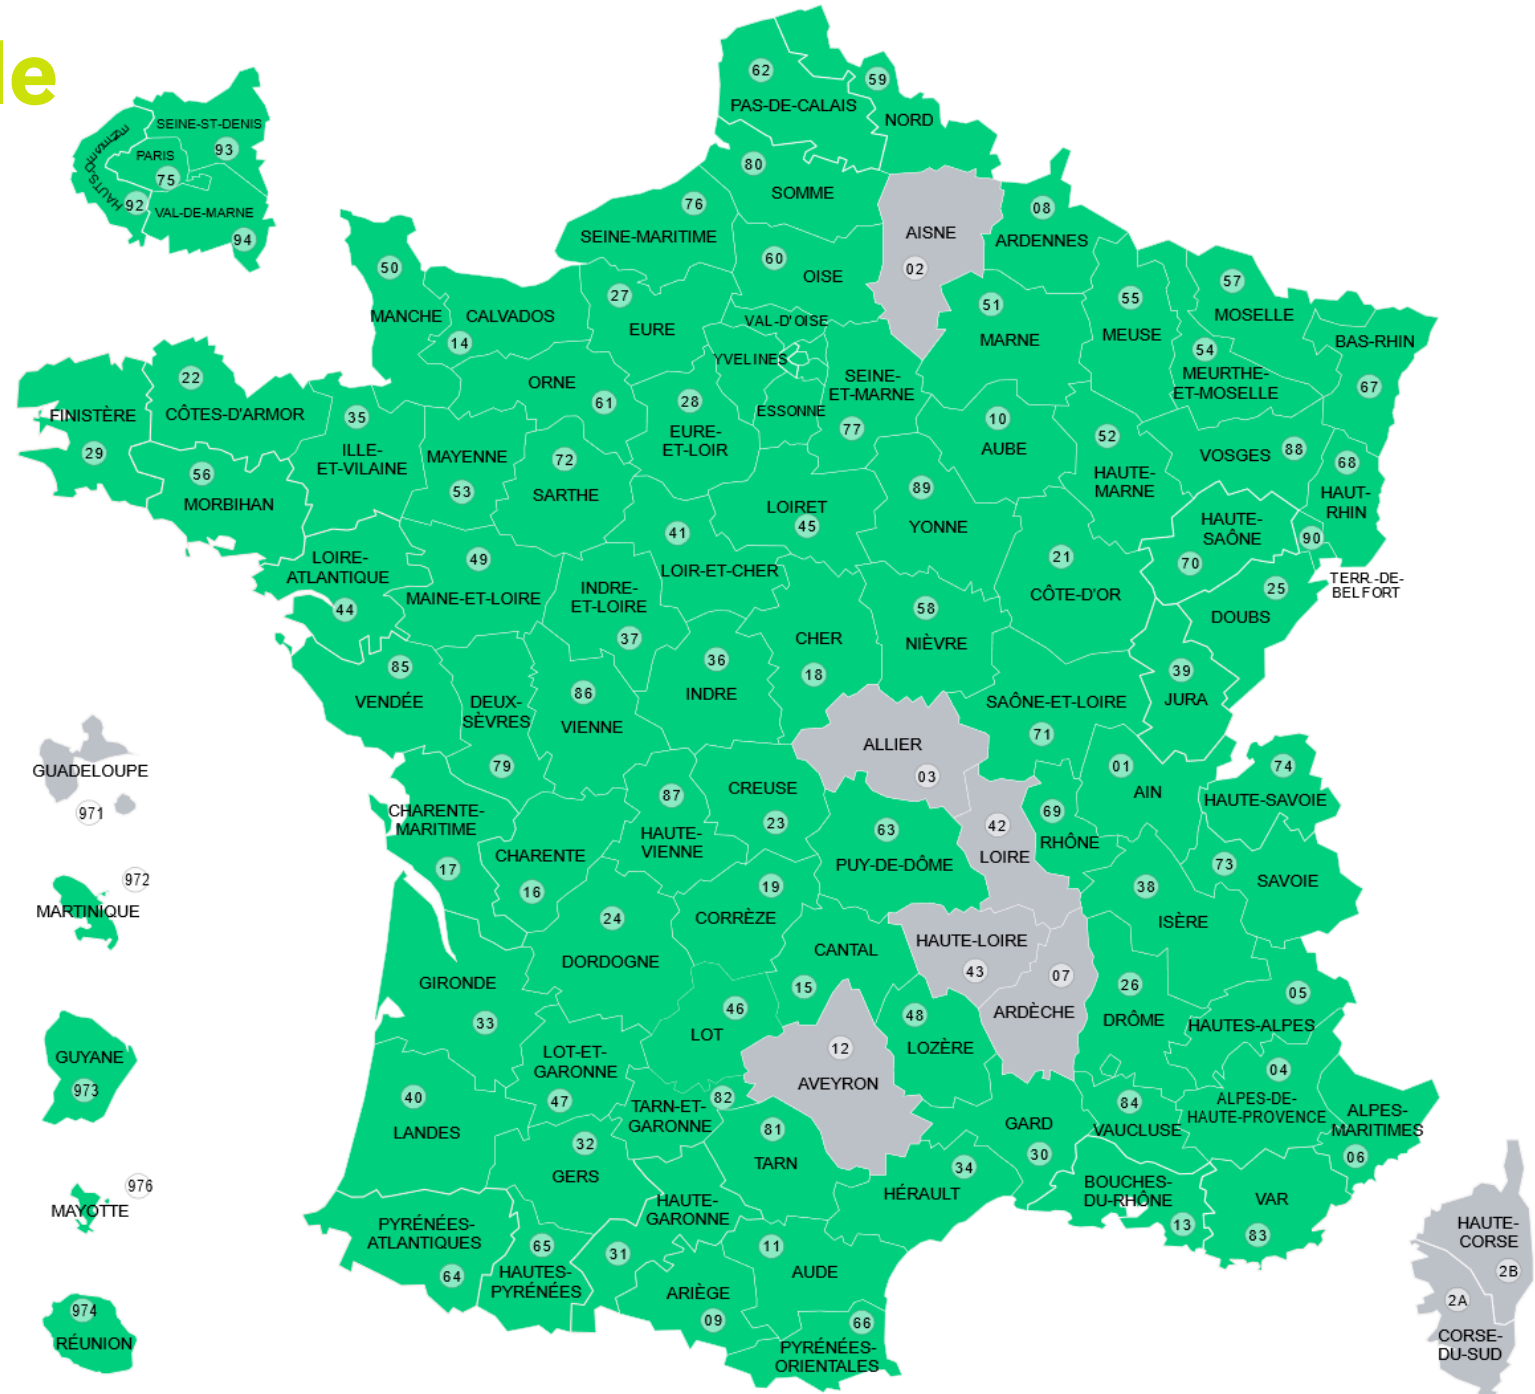 le
62
PAS-DE-CALAIS
59
NORD
SEINE-ST-DENIS
93
PARIS
75
HAUTS-DE-SEINE
92
VAL-DE-MARNE
94
80
SOMME
76
SEINE-MARITIME
AISNE
02
08
ARDENNES
60
OISE
50
MANCHE
CALVADOS
14
27
EURE
VAL-D'OISE
YVELINES
ESSONNE
SEINE-
ET-MARNE
77
51
MARNE
55
MEUSE
57
MOSELLE
54
MEURTHE-
ET-MOSELLE
BAS-RHIN
67
22
CÔTES-D'ARMOR
FINISTÈRE
29
56
MORBIHAN
35
ILLE-
ET-VILAINE
ORNE
61
28
EURE-
ET-LOIR
MAYENNE
53
72
SARTHE
10
AUBE
52
HAUTE-
MARNE
VOSGES
88
68
HAUT-
RHIN
LOIRET
45
89
YONNE
41
LOIR-ET-CHER
HAUTE-
SAÔNE
70
90
TERR.-DE-
BELFORT
25
DOUBS
21
CÔTE-D'OR
LOIRE-
ATLANTIQUE
44
49
MAINE-ET-LOIRE
INDRE-
ET-LOIRE
37
58
NIÈVRE
CHER
18
36
INDRE
85
VENDÉE
DEUX-
SÈVRES
79
86
VIENNE
39
JURA
SAÔNE-ET-LOIRE
71
ALLIER
03
GUADELOUPE
971
01
AIN
74
HAUTE-SAVOIE
CREUSE
23
87
HAUTE-
VIENNE
CHARENTE-
MARITIME
17
CHARENTE
16
63
PUY-DE-DÔME
42
LOIRE
69
RHÔNE
73
SAVOIE
38
ISÈRE
972
MARTINIQUE
19
CORRÈZE
24
DORDOGNE
CANTAL
15
HAUTE-LOIRE
43
07
ARDÈCHE
26
DRÔME
05
HAUTES-ALPES
GIRONDE
33
46
LOT
12
AVEYRON
48
LOZÈRE
LOT-ET-
GARONNE
47
GUYANE
973
04
ALPES-DE-
HAUTE-PROVENCE
ALPES-
MARITIMES
06
84
VAUCLUSE
40
LANDES
TARN-ET-
GARONNE
82
81
TARN
GARD
30
32
GERS
34
HÉRAULT
BOUCHES-
DU-RHÔNE
13
VAR
83
976
MAYOTTE
HAUTE-
GARONNE
31
PYRÉNÉES-
ATLANTIQUES
64
65
HAUTES-
PYRÉNÉES
11
AUDE
ARIÈGE
09
66
PYRÉNÉES-
ORIENTALES
HAUTE-
CORSE
2B
2A
CORSE-
DU-SUD
974
RÉUNION